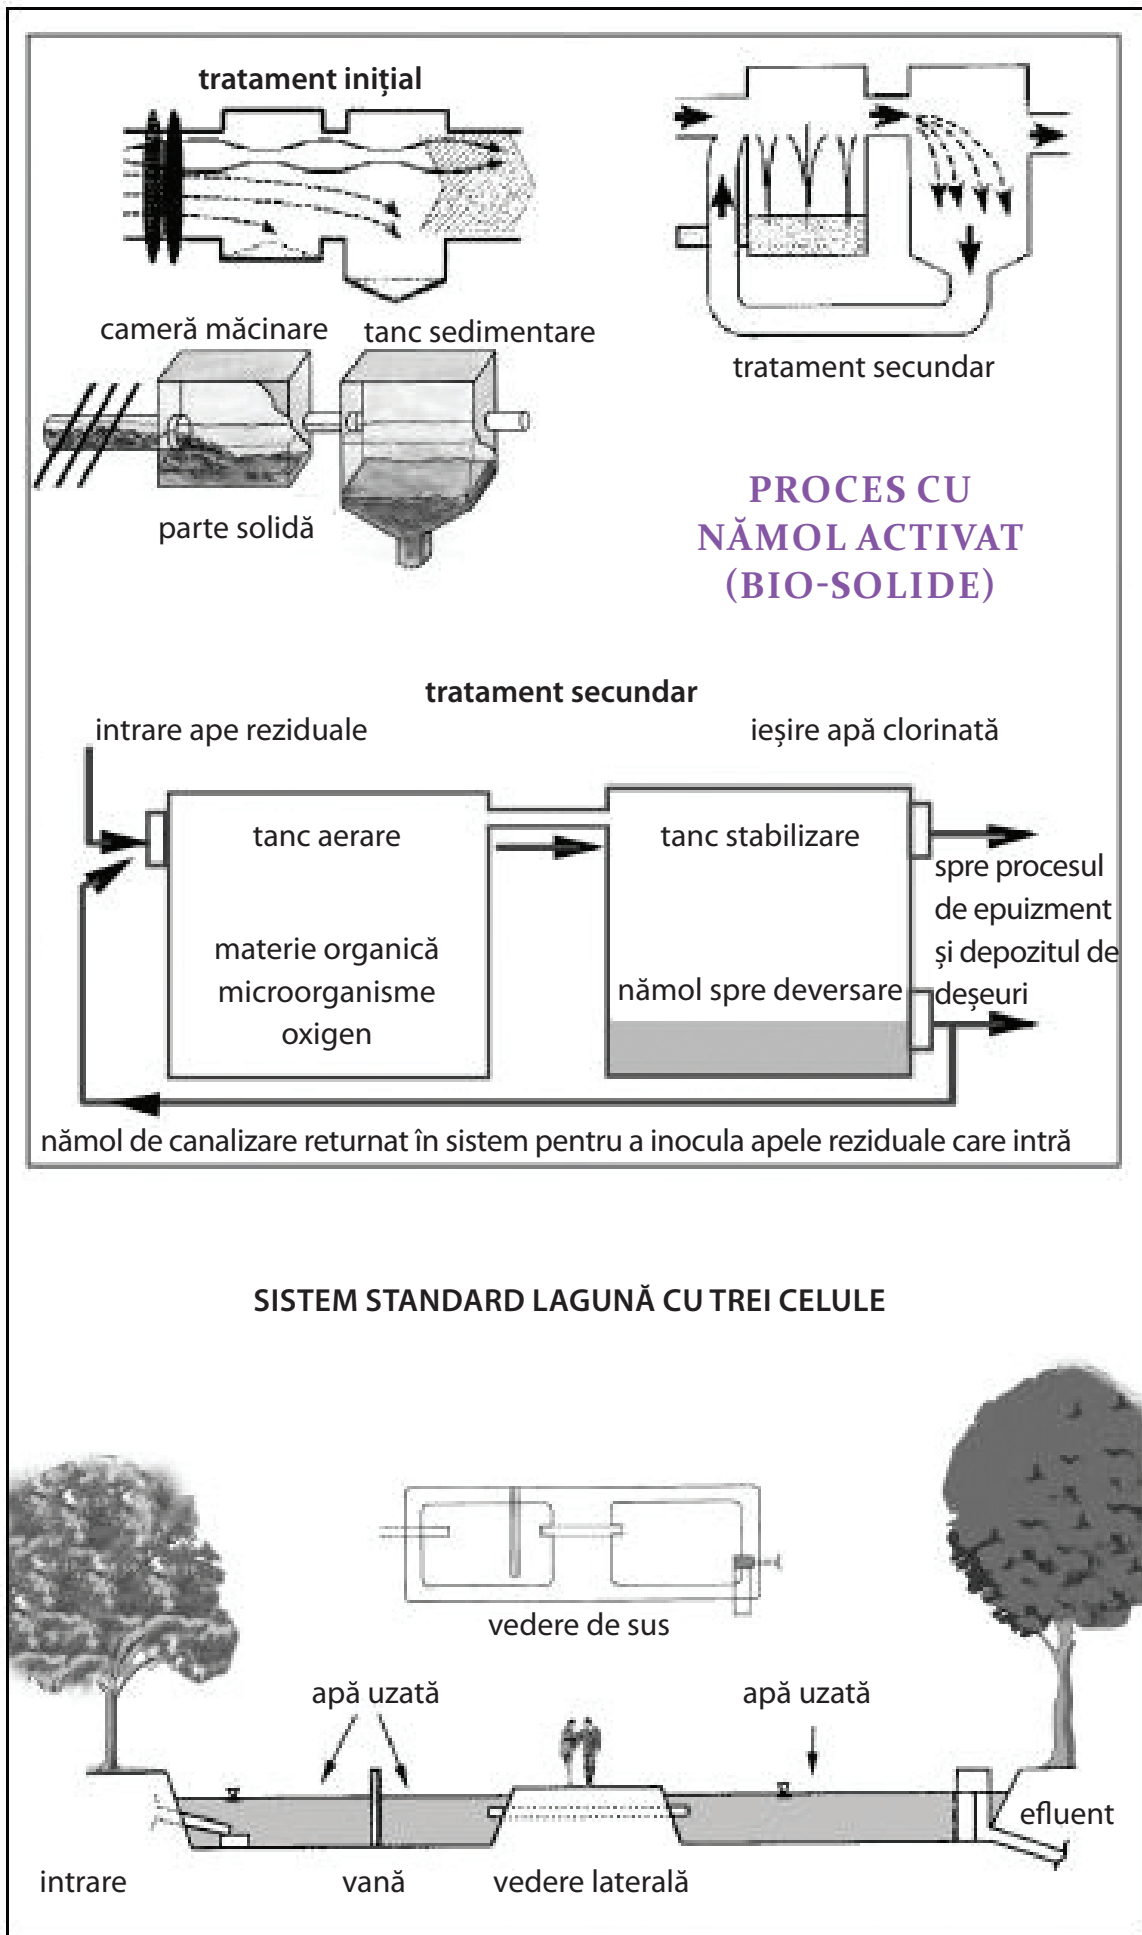 tratament inițial
cameră măcinare
tanc sedimentare
parte solidă
tratament secundar
PROCES CU
NĂMOL ACTIVAT
(BIO-SOLIDE)
tratament secundar
intrare ape reziduale
ieșire apă clorinată
tanc aerare
tanc stabilizare
materie organică
microorganisme
oxigen
nămol spre deversare
spre procesul
de epuizment
și depozitul de
deșeuri
nămol de canalizare returnat în sistem pentru a inocula apele reziduale care intră
SISTEM STANDARD LAGUNĂ CU TREI CELULE
vedere de sus
apă uzată
apă uzată
efluent
intrare
vană
vedere laterală